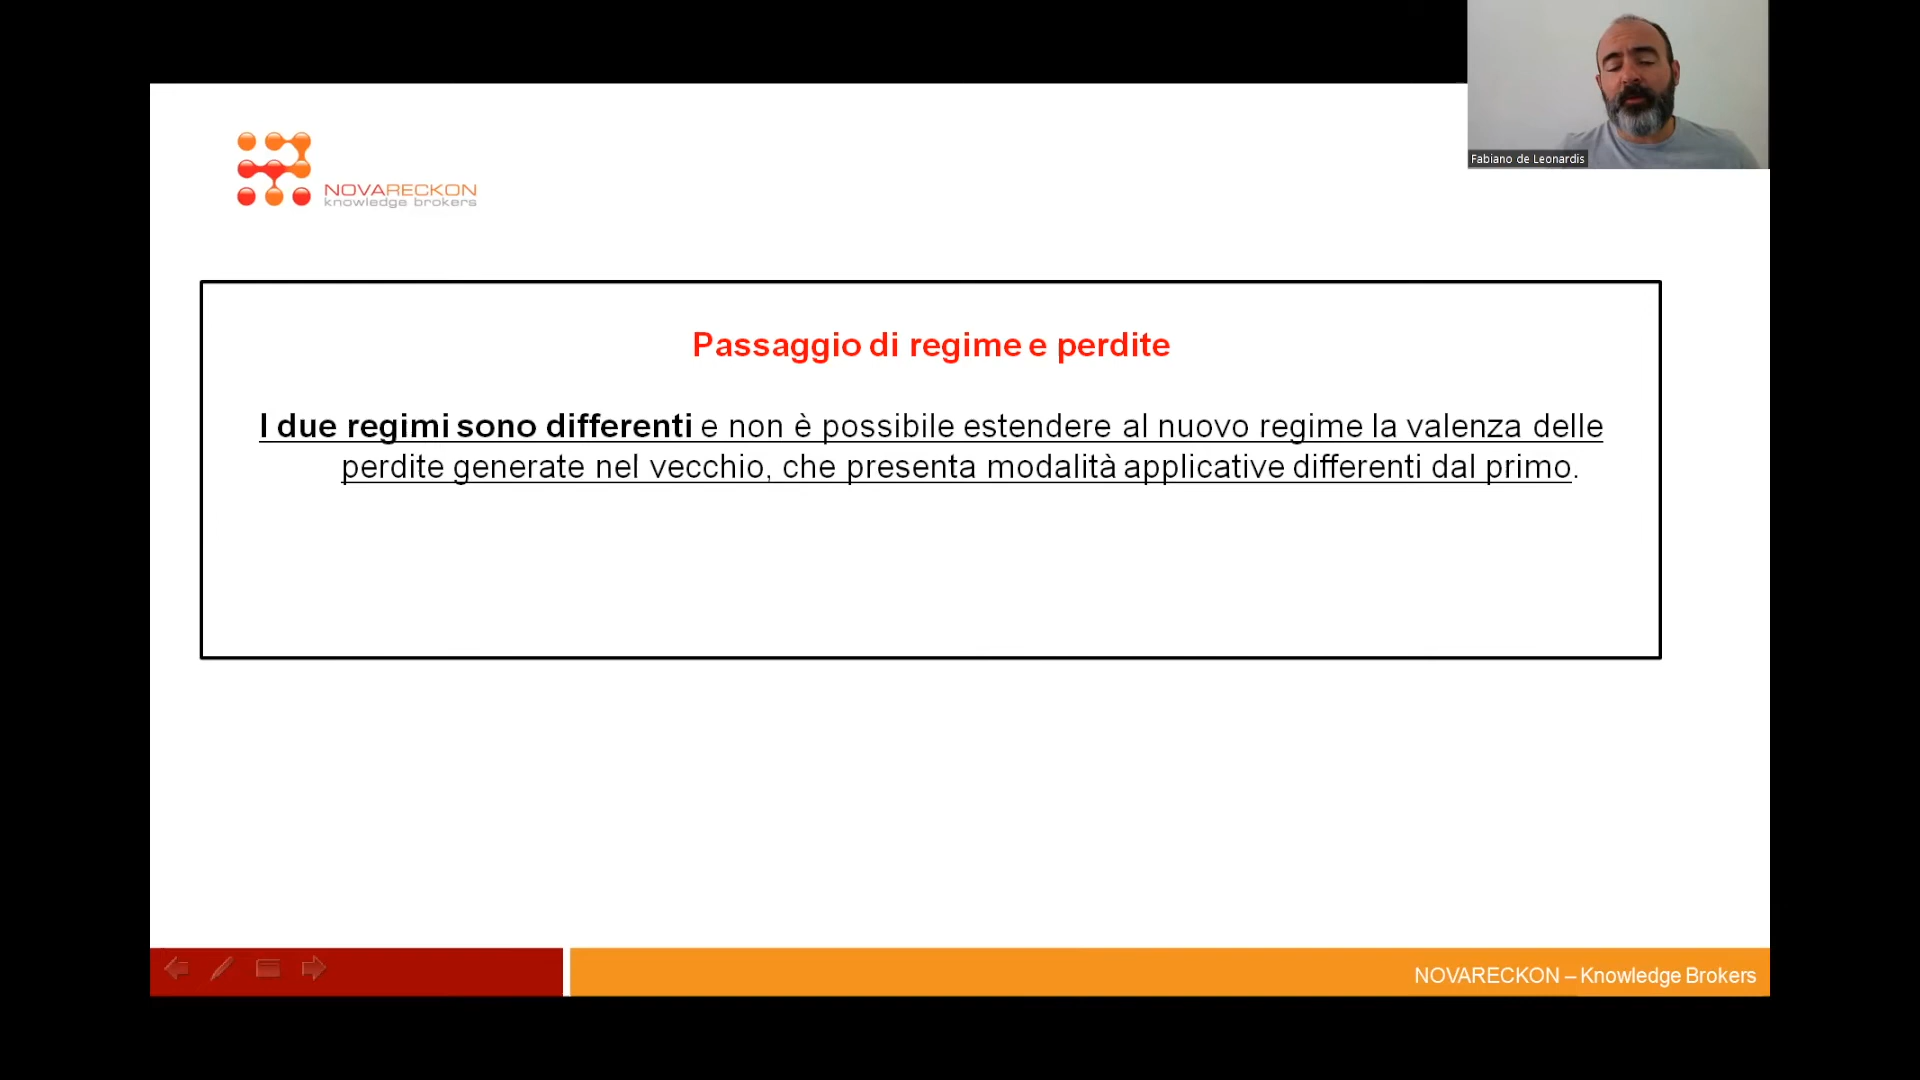 Fabiano de Leonardis
NOVARECKON
knowledge brokers
Passaggio di regime e perdite
I due regimi sono differenti e non è possibile estendere al nuovo regime la valenza delle
perdite generate nel vecchio, che presenta modalità applicative differenti dal primo.
NOVARECKON – Knowledge Brokers